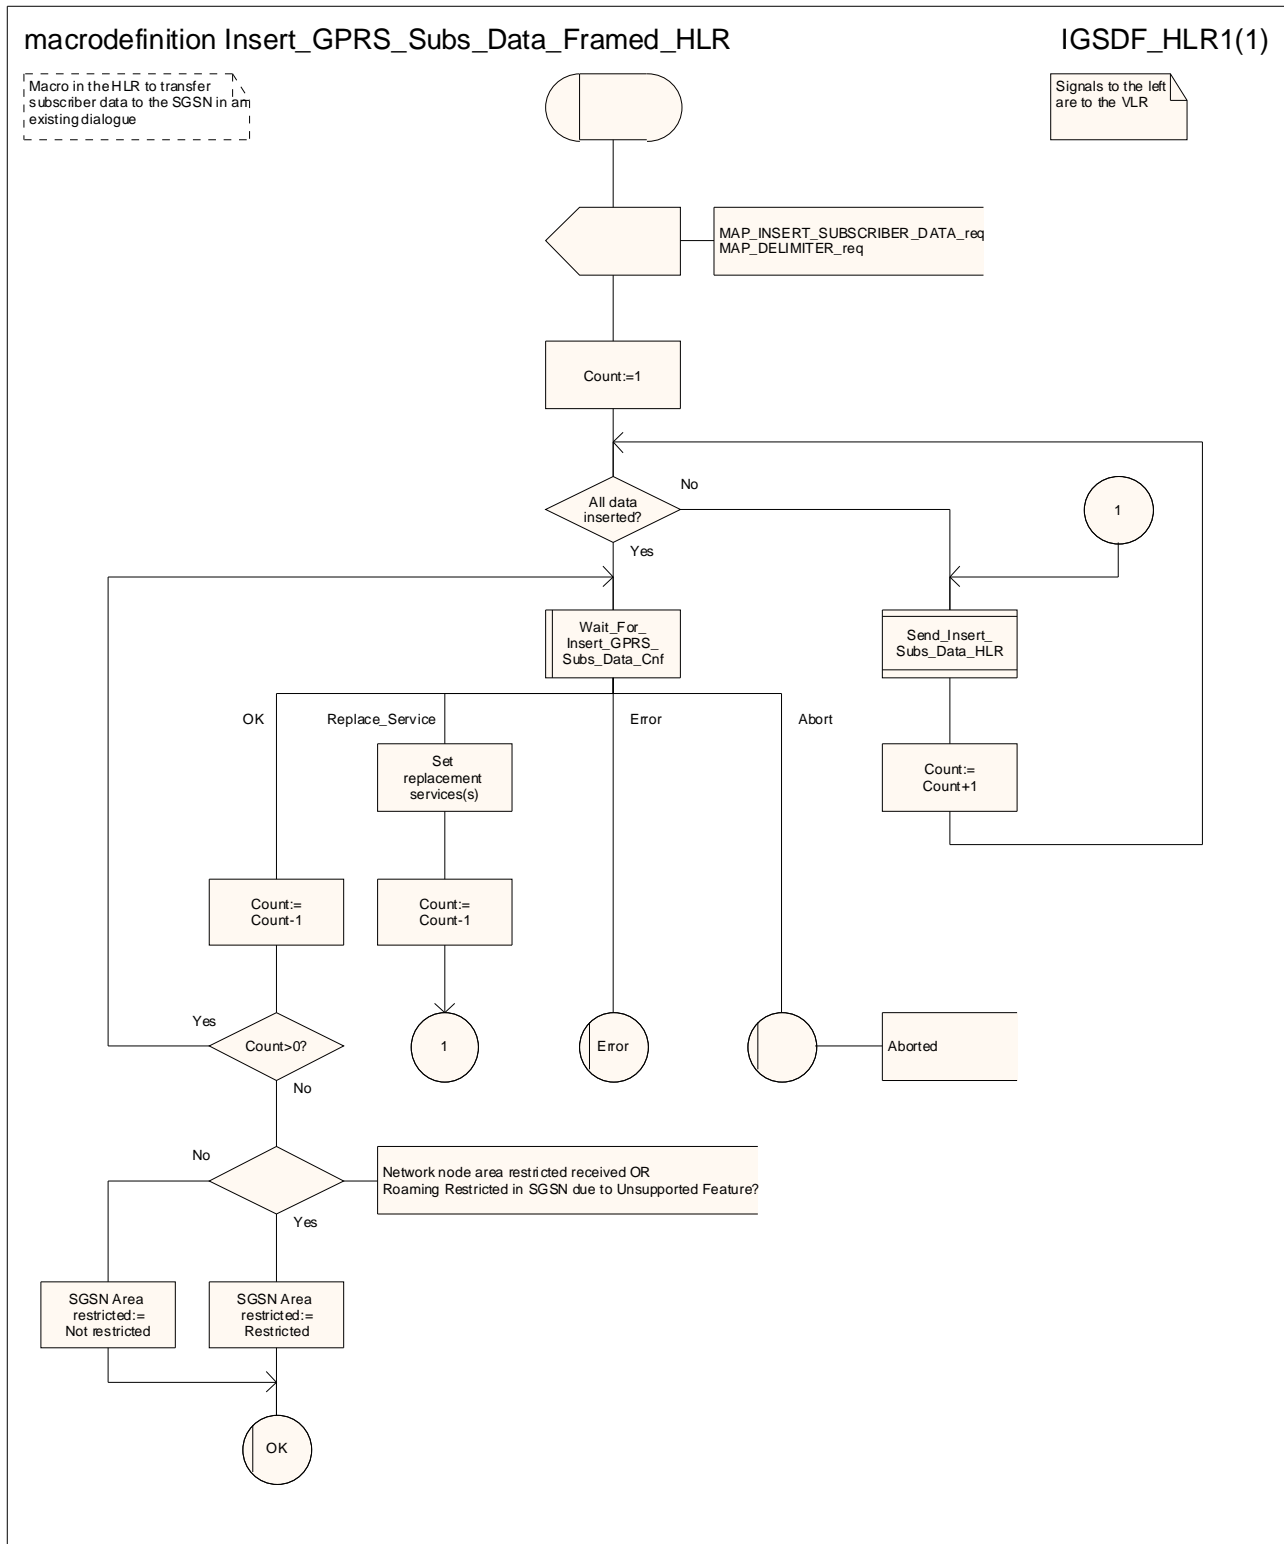 macrodefinition Insert_GPRS_Subs_Data_Framed_HLR
IGSDF_HLR1(1)
Macro in the HLR to transfer
subscriber data to the SGSN in an
existing dialogue
Signals to the left
are to the VLR
MAP_INSERT_SUBSCRIBER_DATA_req
MAP_DELIMITER_req
Count:=1
All data
inserted?
No
Yes
1
Wait_For_
Insert_GPRS_
Subs_Data_Cnf
Send_Insert_
Subs_Data_HLR
OK
Replace_Service
Error
Abort
Set
replacement
services(s)
Count:=
Count+1
Count:=
Count-1
Count:=
Count-1
Yes
Count>0?
No
1
Error
Aborted
No
Yes
Network node area restricted received OR
Roaming Restricted in SGSN due to Unsupported Feature?
SGSN Area
restricted:=
Not restricted
SGSN Area
restricted:=
Restricted
OK